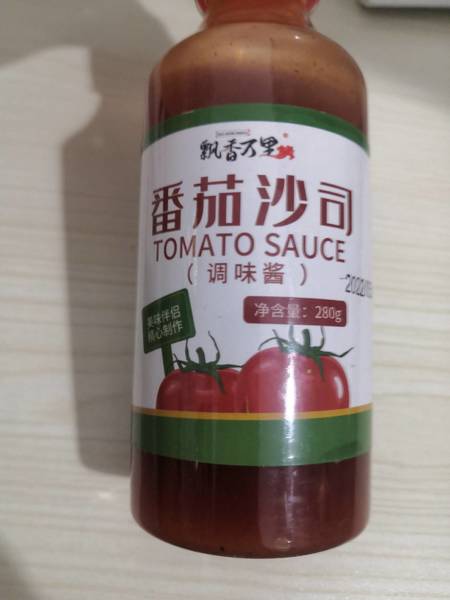 飘香万里
番茄沙司
TOMATO SAUCE
（调味酱）
2022
净含量：280g
美味伴侣
精心制作